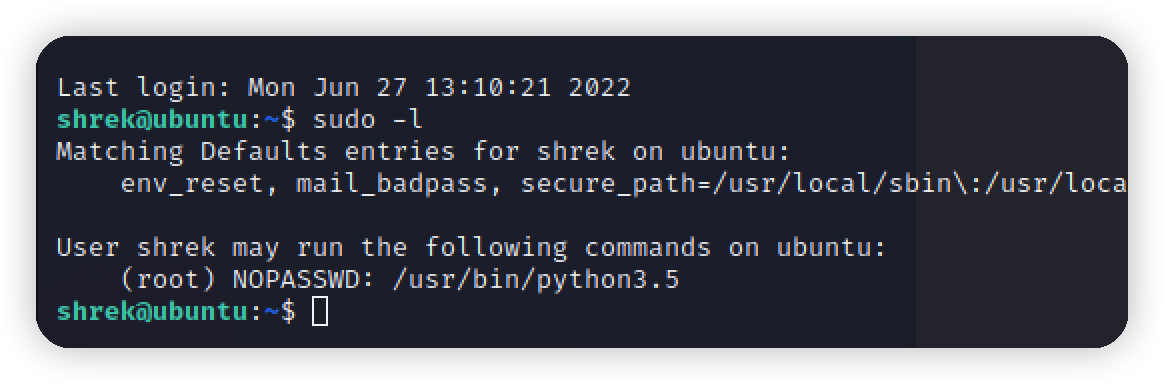 Last login: Mon Jun 27 13:10:21 2022
shrek@ubuntu:~$ sudo -l
Matching Defaults entries for shrek on ubuntu:
    env_reset, mail_badpass, secure_path=/usr/local/sbin\:/usr/loca

User shrek may run the following commands on ubuntu:
    (root) NOPASSWD: /usr/bin/python3.5
shrek@ubuntu:~$